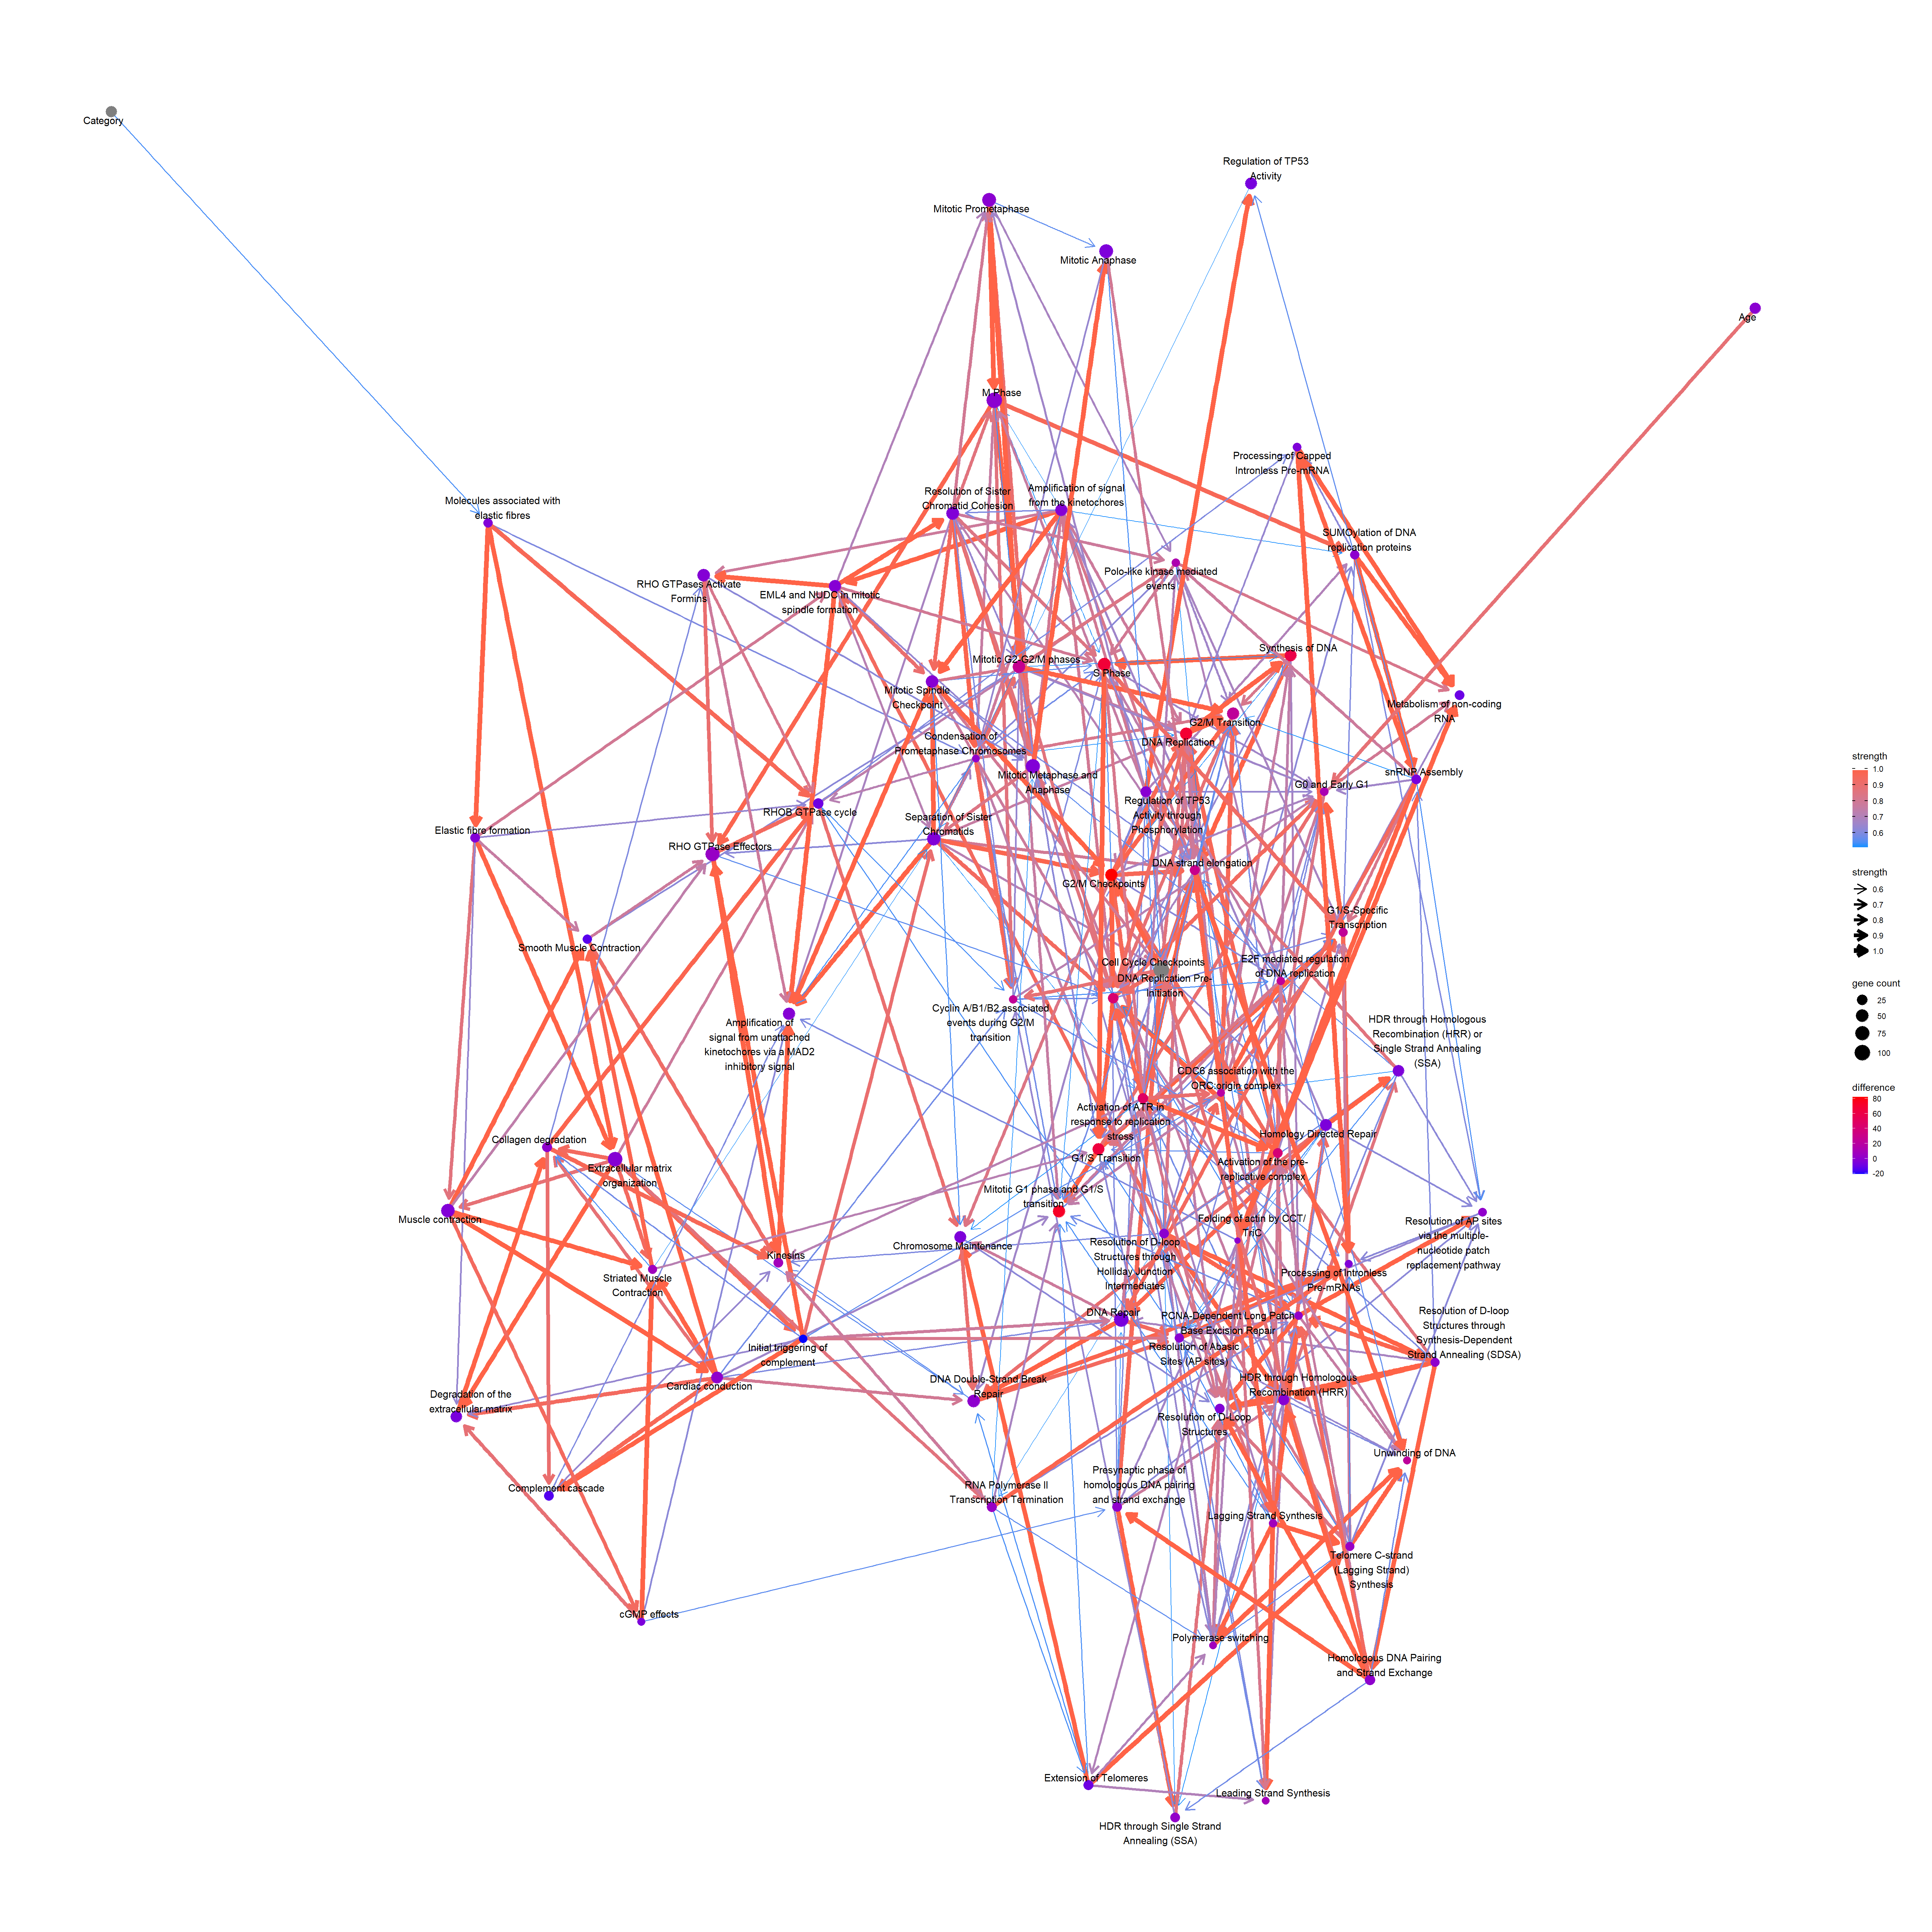 Category
Regulation of TP53
Activity
Mitotic Prometaphase
Mitotic Anaphase
Age
M Phase
Processing of Capped
Intronless Pre-mRNA
Molecules associated with
elastic fibres
Resolution of Sister
Chromatid Cohesion
Amplification of signal
from the kinetochores
SUMOylation of DNA
replication proteins
Polo-like kinase mediated
events
RHO GTPases Activate
Formins
EML4 and NUDC in mitotic
spindle formation
Synthesis of DNA
Mitotic G2-G2/M phases
S Phase
Mitotic Spindle
Checkpoint
Metabolism of non-coding
RNA
G2/M Transition
DNA Replication
Condensation of
Prometaphase Chromosomes
Mitotic Metaphase and
Anaphase
snRNP Assembly
G0 and Early G1
Regulation of TP53
Activity through
Phosphorylation
RHOB GTPase cycle
Separation of Sister
Chromatids
Elastic fibre formation
RHO GTPase Effectors
DNA strand elongation
G2/M Checkpoints
G1/S-Specific
Transcription
Smooth Muscle Contraction
Cell Cycle Checkpoints
E2F mediated regulation
of DNA replication
DNA Replication Pre-
Initiation
Cyclin A/B1/B2 associated
events during G2/M
transition
Amplification of
signal from unattached
kinetochores via a MAD2
inhibitory signal
HDR through Homologous
Recombination (HRR) or
Single Strand Annealing
(SSA)
CDC6 association with the
ORC:origin complex
Activation of ATR in
response to replication
stress
Homology Directed Repair
Collagen degradation
Extracellular matrix
organization
G1/S Transition
Activation of the pre-
replicative complex
Mitotic G1 phase and G1/S
transition
Muscle contraction
Folding of actin by CCT/
TriC
Resolution of AP sites
via the multiple-
nucleotide patch
replacement pathway
Chromosome Maintenance
Resolution of D-loop
Structures through
Holliday Junction
Intermediates
Kinesins
Striated Muscle
Contraction
Processing of Intronless
Pre-mRNAs
DNA Repair
PCNA-Dependent Long Patch
Base Excision Repair
Resolution of D-loop
Structures through
Synthesis-Dependent
Strand Annealing (SDSA)
Initial triggering of
complement
Resolution of Abasic
Sites (AP sites)
Cardiac conduction
DNA Double-Strand Break
Repair
HDR through Homologous
Recombination (HRR)
Degradation of the
extracellular matrix
Resolution of D-Loop
Structures
Unwinding of DNA
Complement cascade
RNA Polymerase II
Transcription Termination
Presynaptic phase of
homologous DNA pairing
and strand exchange
Lagging Strand Synthesis
Telomere C-strand
(Lagging Strand)
Synthesis
cGMP effects
Polymerase switching
Homologous DNA Pairing
and Strand Exchange
Extension of Telomeres
Leading Strand Synthesis
HDR through Single Strand
Annealing (SSA)
strength
1.0
0.9
0.8
0.7
0.6
strength
0.6
0.7
0.8
0.9
1.0
gene count
25
50
75
100
difference
80
60
40
20
0
-20